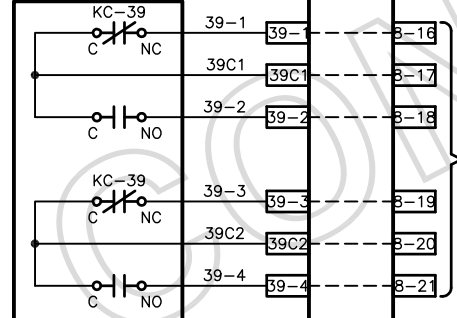 KC-39
C NC 39-1 39-1 8-16
39C1 39C1 8-17
C NO 39-2 39-2 8-18
KC-39
C NC 39-3 39-3 8-19
39C2 39C2 8-20
C NO 39-4 39-4 8-21